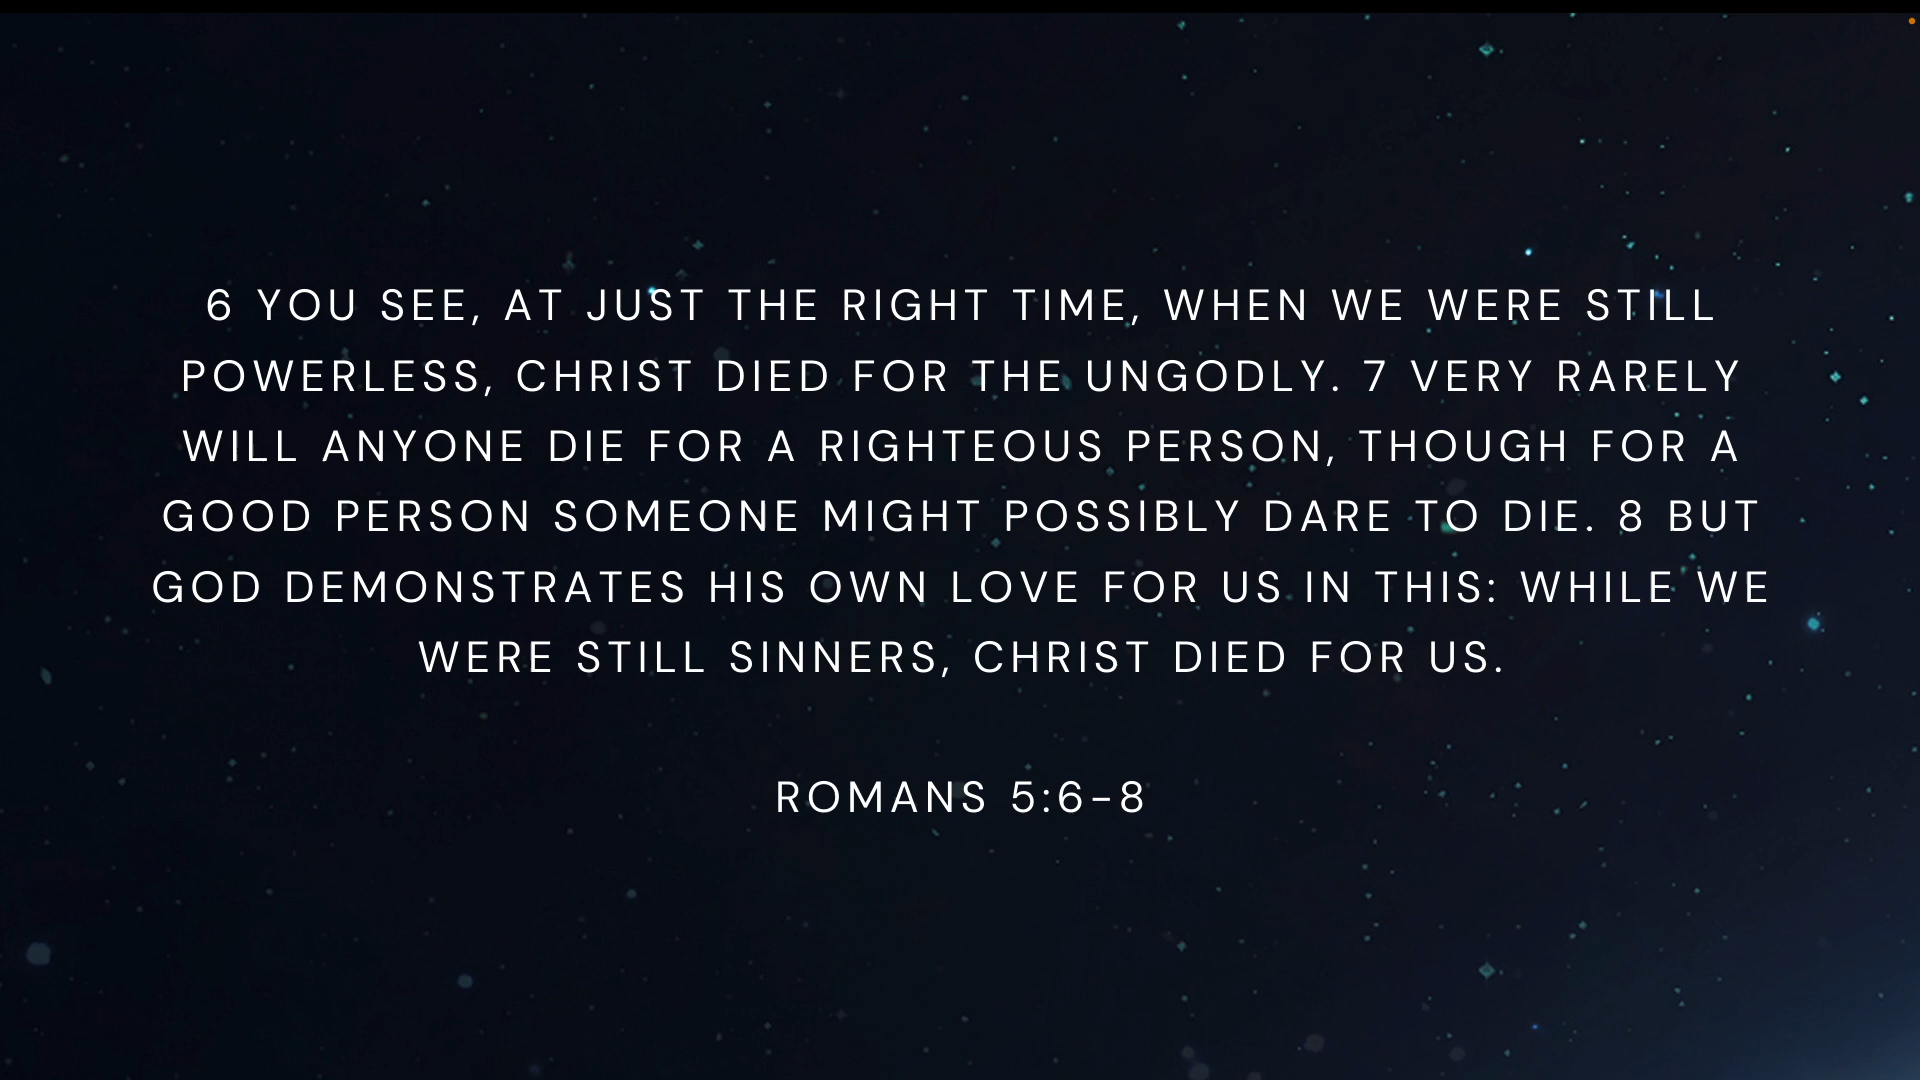 6 YOU SEE, AT JUST THE RIGHT TIME, WHEN WE WERE STILL
POWERLESS, CHRIST DIED FOR THE UNGODLY. 7 VERY RARELY
WILL ANYONE DIE FOR A RIGHTEOUS PERSON, THOUGH FOR A
GOOD PERSON SOMEONE MIGHT POSSIBLY DARE TO DIE. 8 BUT
GOD DEMONSTRATES HIS OWN LOVE FOR US IN THIS: WHILE WE
WERE STILL SINNERS, CHRIST DIED FOR US.
ROMANS 5:6-8